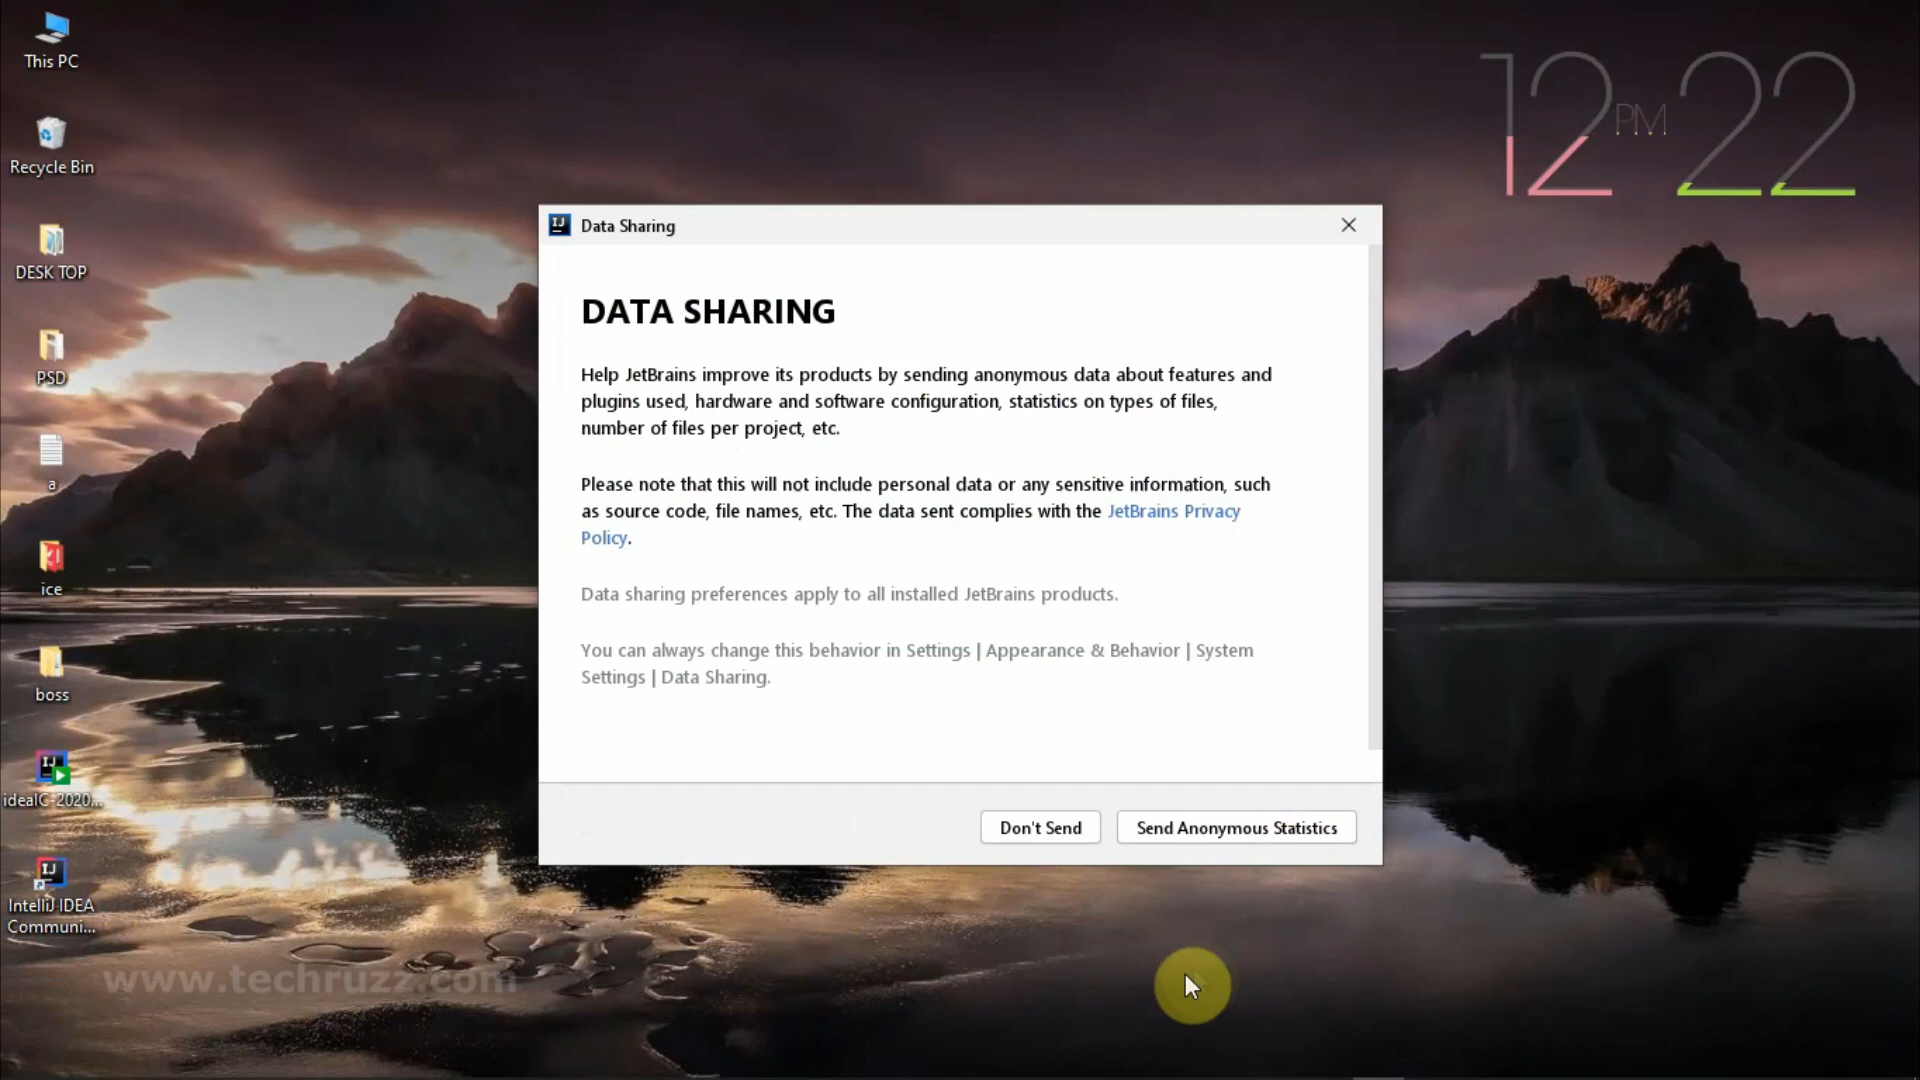 This PC
Recycle Bin
DESK TOP
PSD
a
ice
boss
idealC-2020...
IntelliJ IDEA
Communi...
12 PM 22
Data Sharing
DATA SHARING
Help JetBrains improve its products by sending anonymous data about features and
plugins used, hardware and software configuration, statistics on types of files,
number of files per project, etc.
Please note that this will not include personal data or any sensitive information, such
as source code, file names, etc. The data sent complies with the JetBrains Privacy
Policy.
Data sharing preferences apply to all installed JetBrains products.
You can always change this behavior in Settings | Appearance & Behavior | System
Settings | Data Sharing.
Don't Send
Send Anonymous Statistics
www.techruzz.com